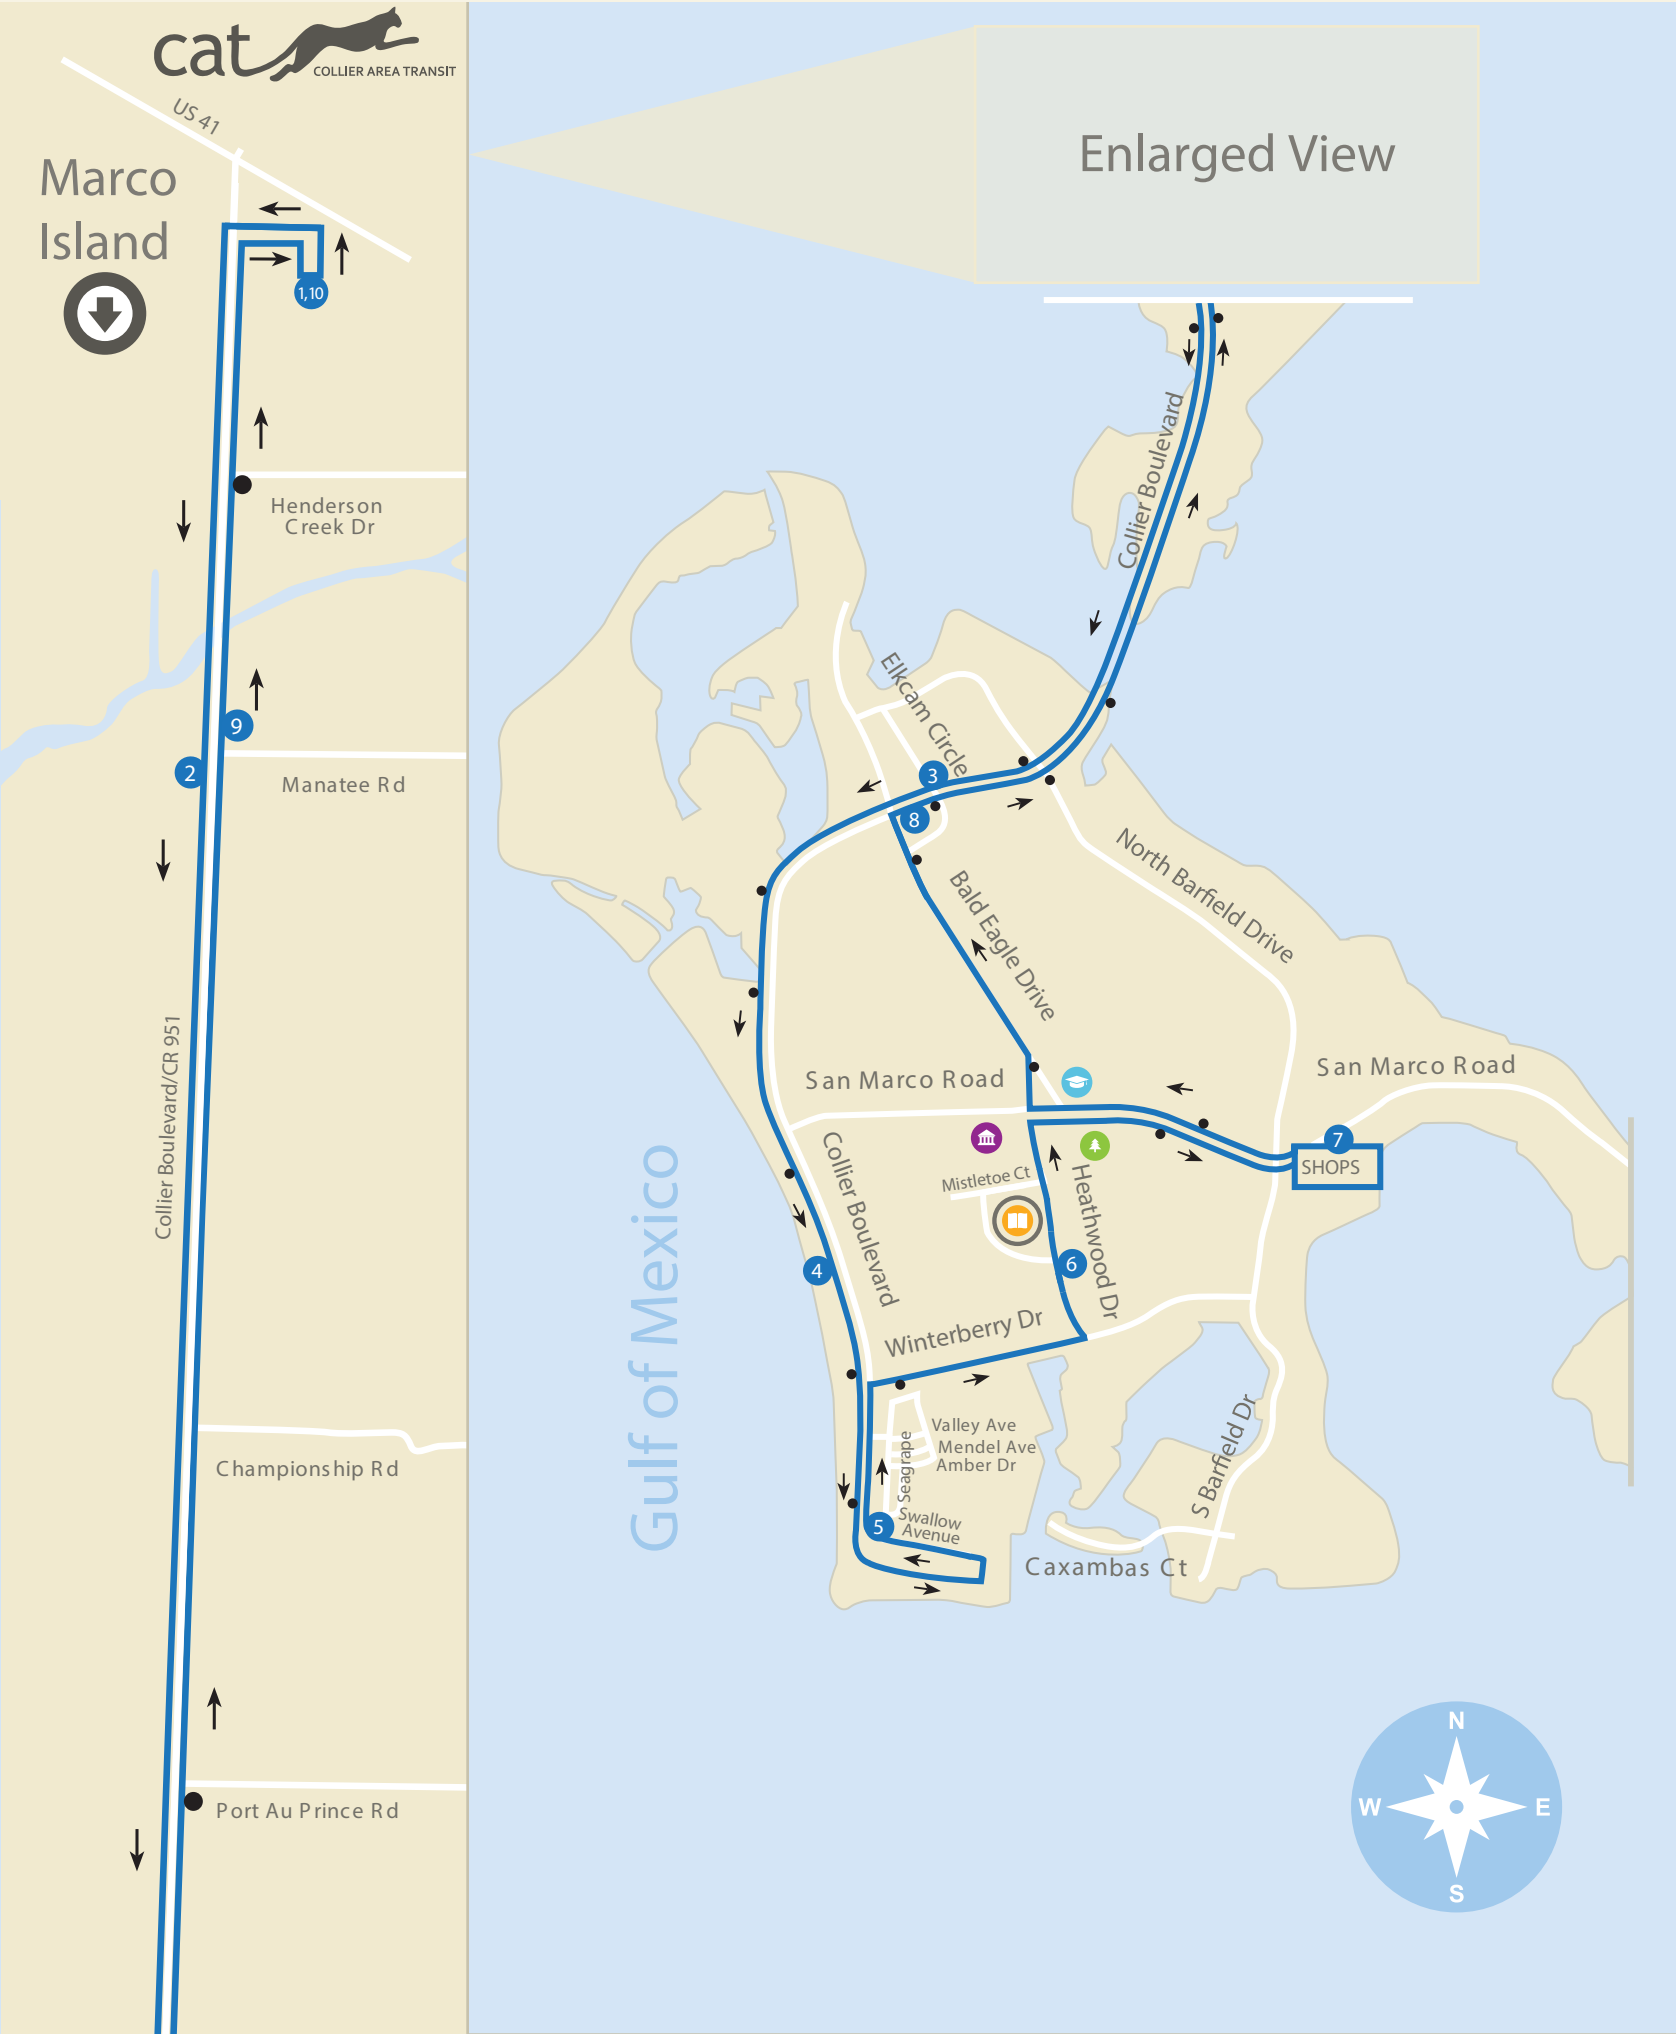 cat
COLLIER AREA TRANSIT
US 41
Marco
Island
1,10
Henderson
Creek Dr
9
2
Manatee Rd
Collier Boulevard/CR 951
Championship Rd
Port Au Prince Rd
Enlarged View
Collier Boulevard
Elkcam Circle
3
8
North Barfield Drive
Bald Eagle Drive
San Marco Road
San Marco Road
7
SHOPS
Mistletoe Ct
Heathwood Dr
Collier Boulevard
4
6
Gulf of Mexico
Winterberry Dr
Valley Ave
Mendel Ave
Amber Dr
Seagrape
S Barfield Dr
5
Swallow
Avenue
Caxambas Ct
N
W
E
S